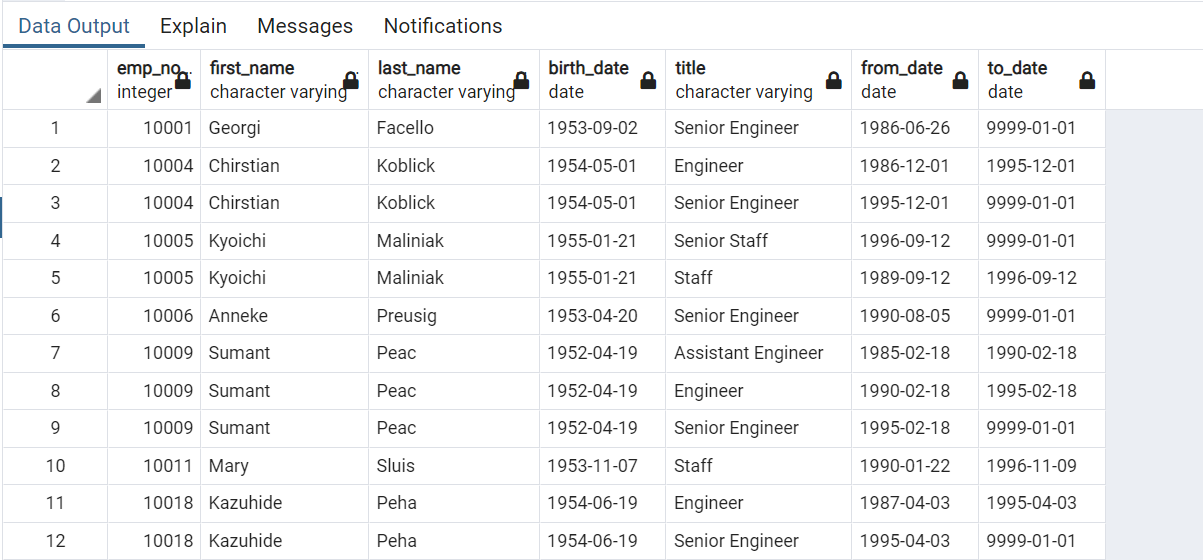 Data Output Explain Messages Notifications
emp_no.. first_name last_name birth_date title from_date to_date
integer character varying character varying date character varying date date
1 10001 Georgi Facello 1953-09-02 Senior Engineer 1986-06-26 9999-01-01
2 10004 Chirstian Koblick 1954-05-01 Engineer 1986-12-01 1995-12-01
3 10004 Chirstian Koblick 1954-05-01 Senior Engineer 1995-12-01 9999-01-01
4 10005 Kyoichi Maliniak 1955-01-21 Senior Staff 1996-09-12 9999-01-01
5 10005 Kyoichi Maliniak 1955-01-21 Staff 1989-09-12 1996-09-12
6 10006 Anneke Preusig 1953-04-20 Senior Engineer 1990-08-05 9999-01-01
7 10009 Sumant Peac 1952-04-19 Assistant Engineer 1985-02-18 1990-02-18
8 10009 Sumant Peac 1952-04-19 Engineer 1990-02-18 1995-02-18
9 10009 Sumant Peac 1952-04-19 Senior Engineer 1995-02-18 9999-01-01
10 10011 Mary Sluis 1953-11-07 Staff 1990-01-22 1996-11-09
11 10018 Kazuhide Peha 1954-06-19 Engineer 1987-04-03 1995-04-03
12 10018 Kazuhide Peha 1954-06-19 Senior Engineer 1995-04-03 9999-01-01